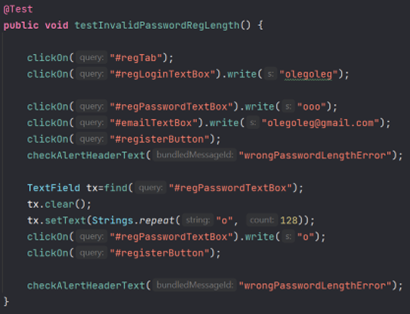 @Test
public void testInvalidPasswordRegLength() {
clickOn( query: "#regTab");
clickOn( query: "#regLoginTextBox").write( s: "olegoleg");
clickOn( query: "#regPasswordTextBox").write( s: "ooo");
clickOn( query: "#emailTextBox").write( s: "olegoleg@gmail.com");
clickOn( query: "#registerButton");
checkAlertHeaderText( bundledMessageId: "wrongPasswordLengthError");
TextField tx=find( query: "#regPasswordTextBox");
tx.clear();
tx.setText(Strings.repeat( string: "o", count: 128));
clickOn( query: "#regPasswordTextBox").write( s: "o");
clickOn( query: "#registerButton");
checkAlertHeaderText( bundledMessageId: "wrongPasswordLengthError");
}